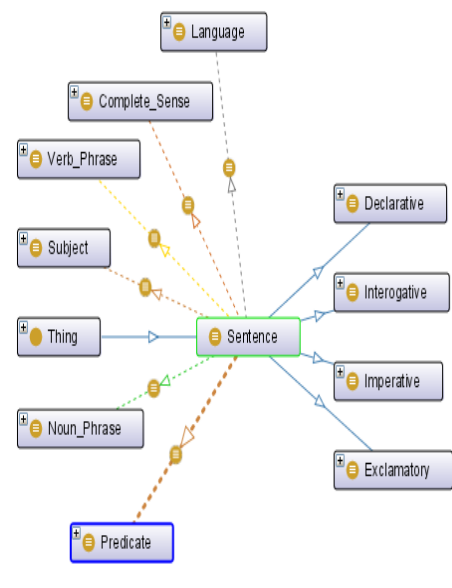 Language
Complete_Sense
Verb_Phrase
Declarative
Subject
Interogative
Thing
Sentence
Imperative
Noun_Phrase
Exclamatory
Predicate